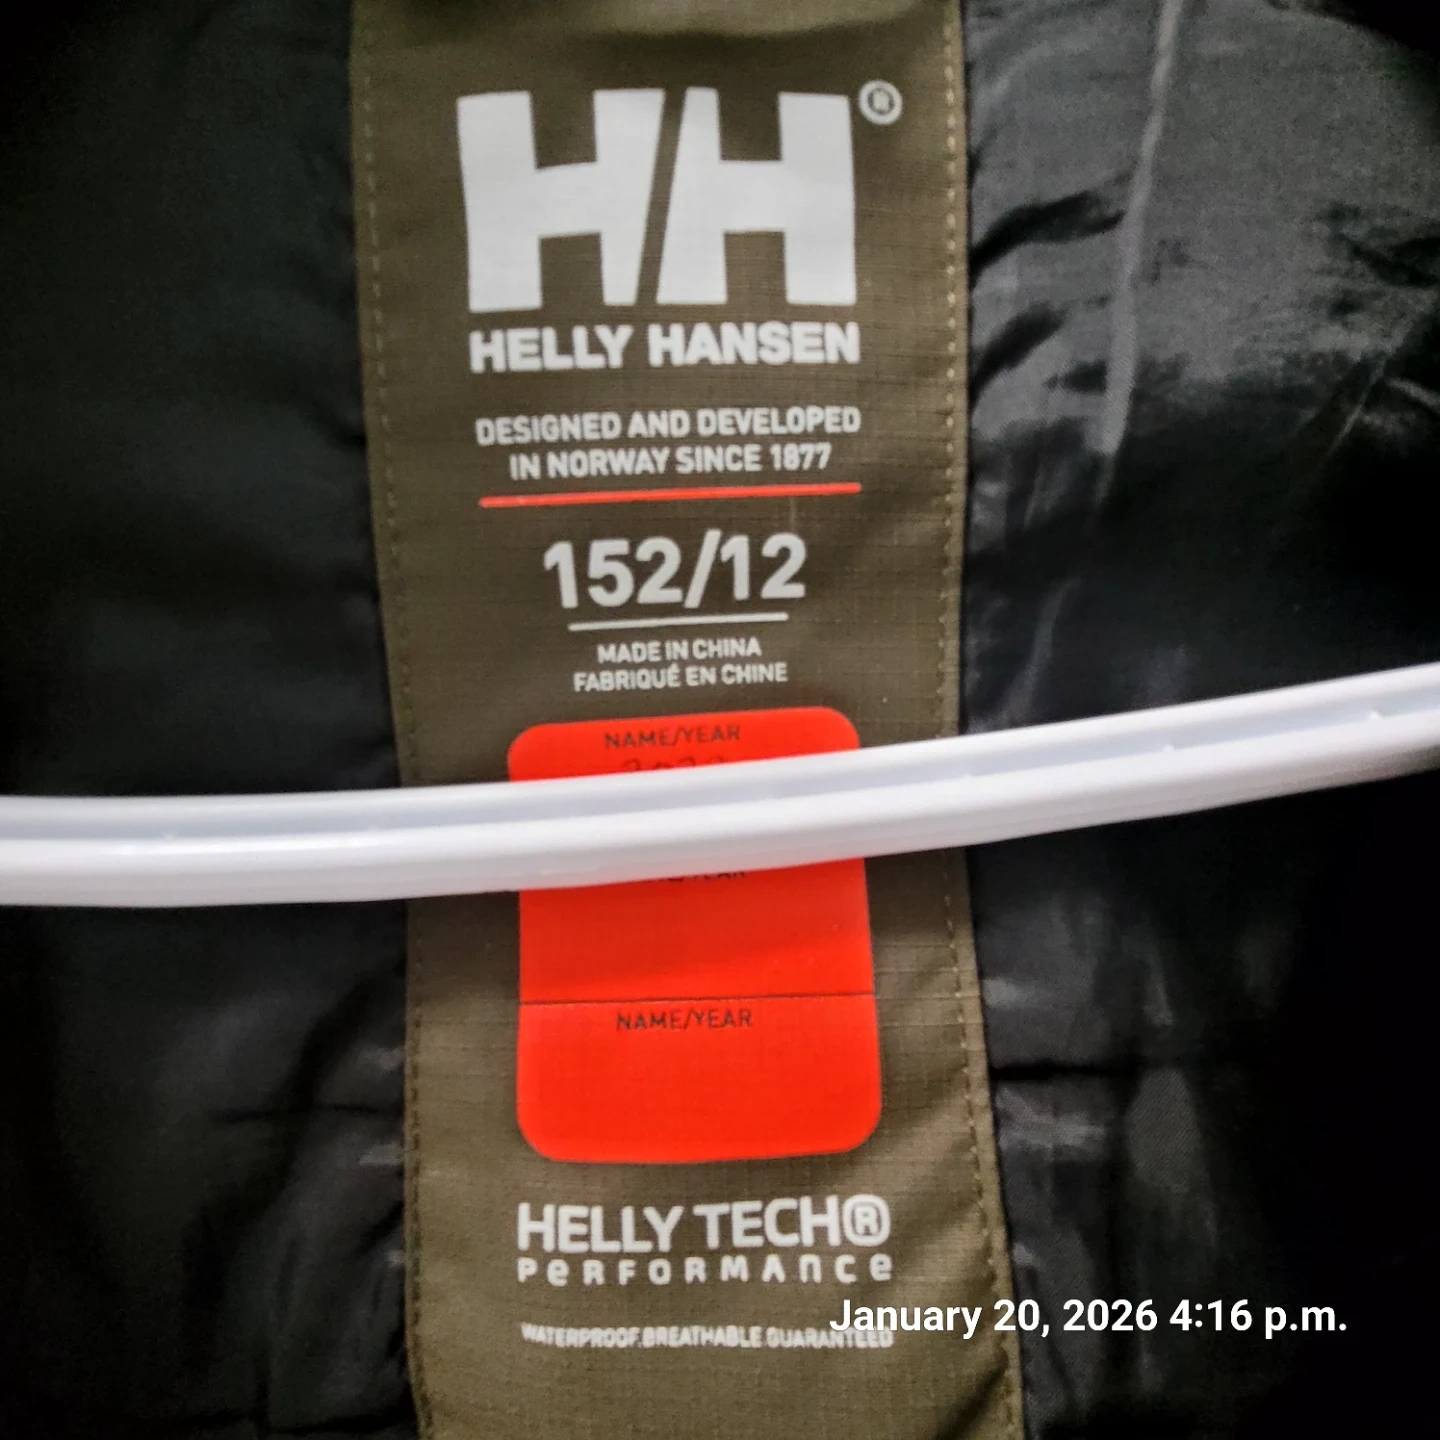 HH®
HELLY HANSEN
DESIGNED AND DEVELOPED
IN NORWAY SINCE 1877
152/12
MADE IN CHINA
FABRIQUÉ EN CHINE
NAME/YEAR
NAME/YEAR
HELLY TECH®
PERFORMANCE
WATERPROOF.BREATHABLE.GUARANTEED
January 20, 2026 4:16 p.m.